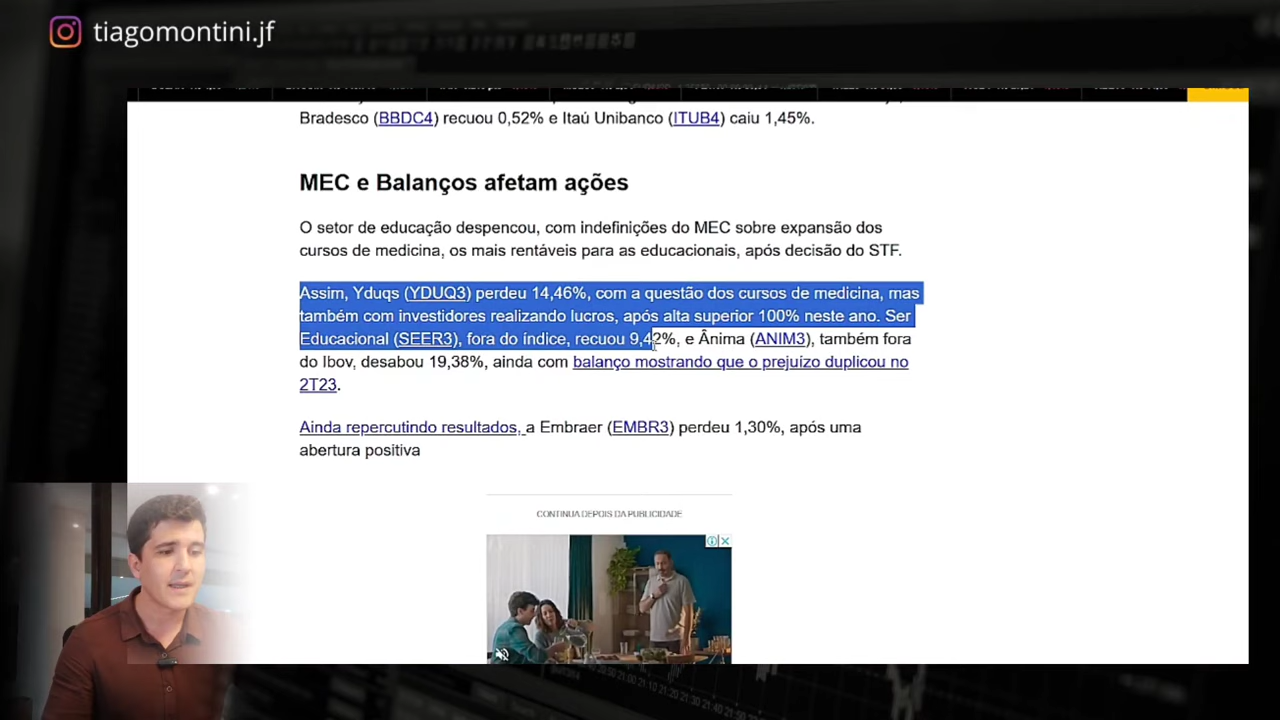 tiagomontini.jf
Bradesco (BBDC4) recuou 0,52% e Itaú Unibanco (ITUB4) caiu 1,45%.
MEC e Balanços afetam ações
O setor de educação despencou, com indefinições do MEC sobre expansão dos
cursos de medicina, os mais rentáveis para as educacionais, após decisão do STF.
Assim, Yduqs (YDUQ3) perdeu 14,46%, com a questão dos cursos de medicina, mas
também com investidores realizando lucros, após alta superior 100% neste ano. Ser
Educacional (SEER3), fora do índice, recuou 9,42%, e Ânima (ANIM3), também fora
do Ibov, desabou 19,38%, ainda com balanço mostrando que o prejuízo duplicou no
2T23.
Ainda repercutindo resultados, a Embraer (EMBR3) perdeu 1,30%, após uma
abertura positiva
CONTINUA DEPOIS DA PUBLICIDADE